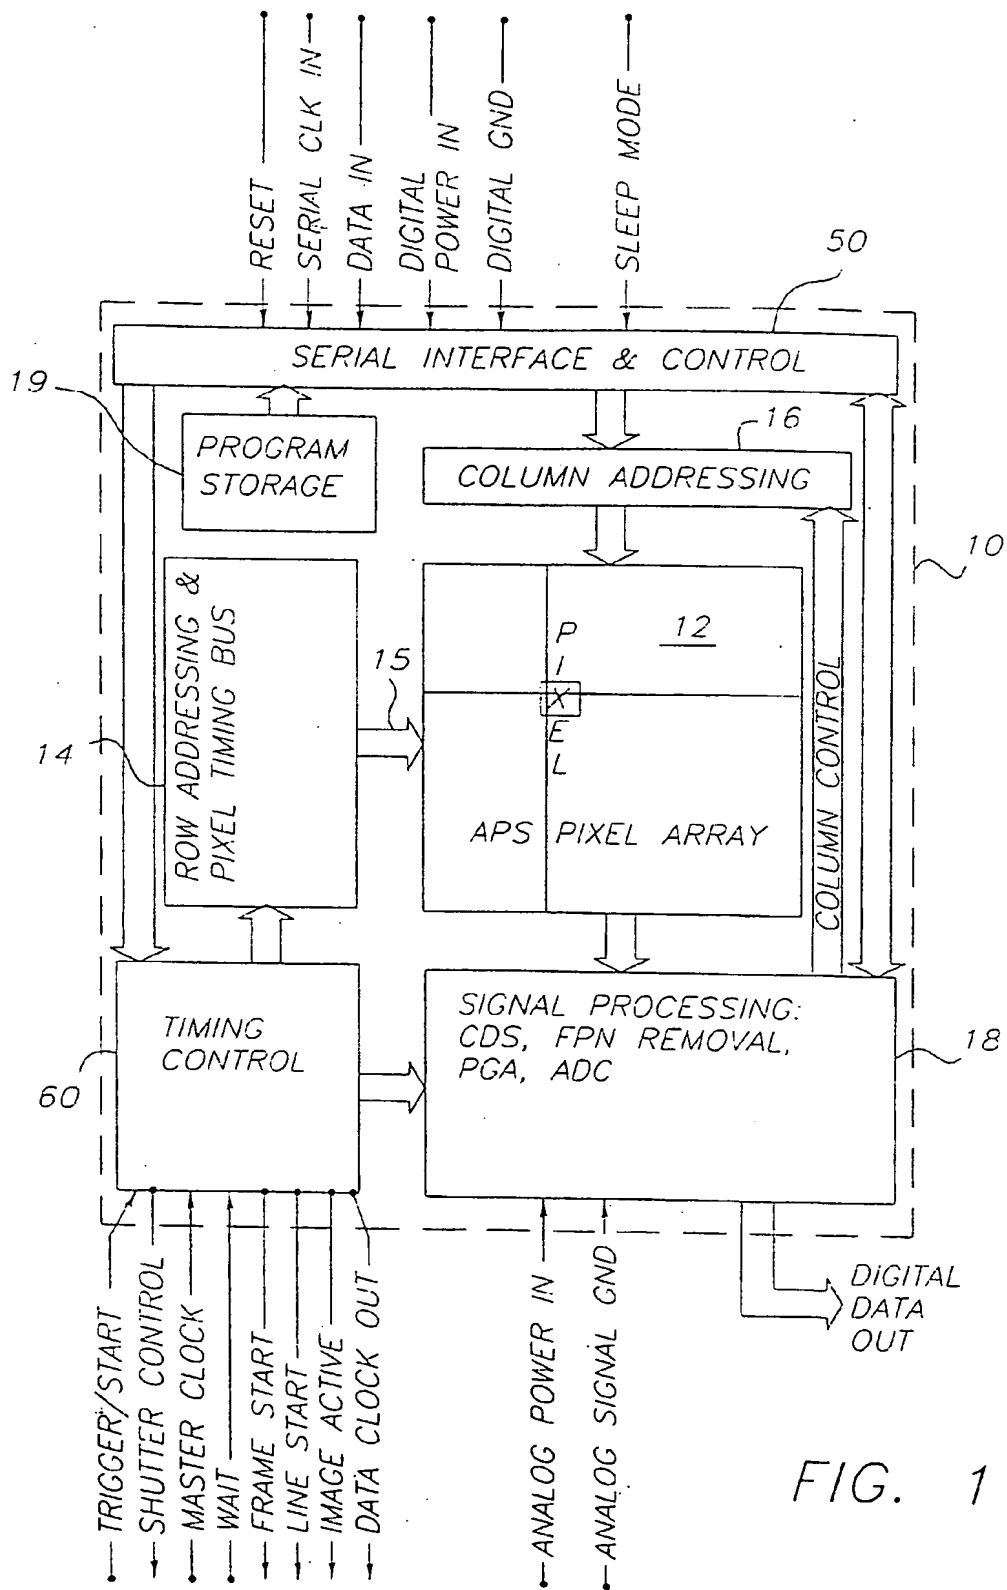 RESET
SERIAL CLK IN
DATA IN
DIGITAL
POWER IN
DIGITAL GND
SLEEP MODE
50
SERIAL INTERFACE & CONTROL
19
PROGRAM
STORAGE
16
COLUMN ADDRESSING
10
ROW ADDRESSING &
PIXEL TIMING BUS
14
15
12
PIXEL
APS PIXEL ARRAY
COLUMN CONTROL
TIMING
CONTROL
60
SIGNAL PROCESSING:
CDS, FPN REMOVAL,
PGA, ADC
18
TRIGGER/START
SHUTTER CONTROL
MASTER CLOCK
WAIT
FRAME START
LINE START
IMAGE ACTIVE
DATA CLOCK OUT
ANALOG POWER IN
ANALOG SIGNAL GND
DIGITAL
DATA
OUT
FIG. 1